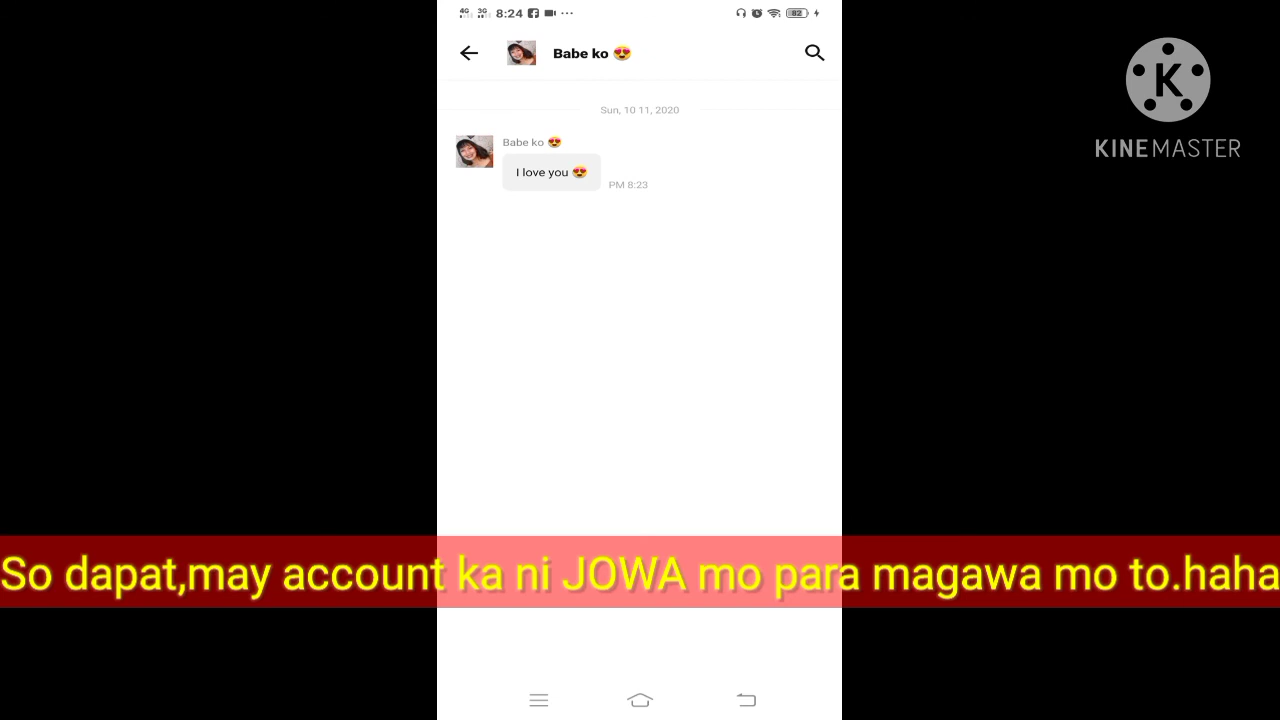 4G 3G 8:24 82
Babe ko 😍
KINEMASTER
Sun, 10 11, 2020
Babe ko 😍
I love you 😍
PM 8:23
So dapat,may account ka ni JOWA mo para magawa mo to.haha